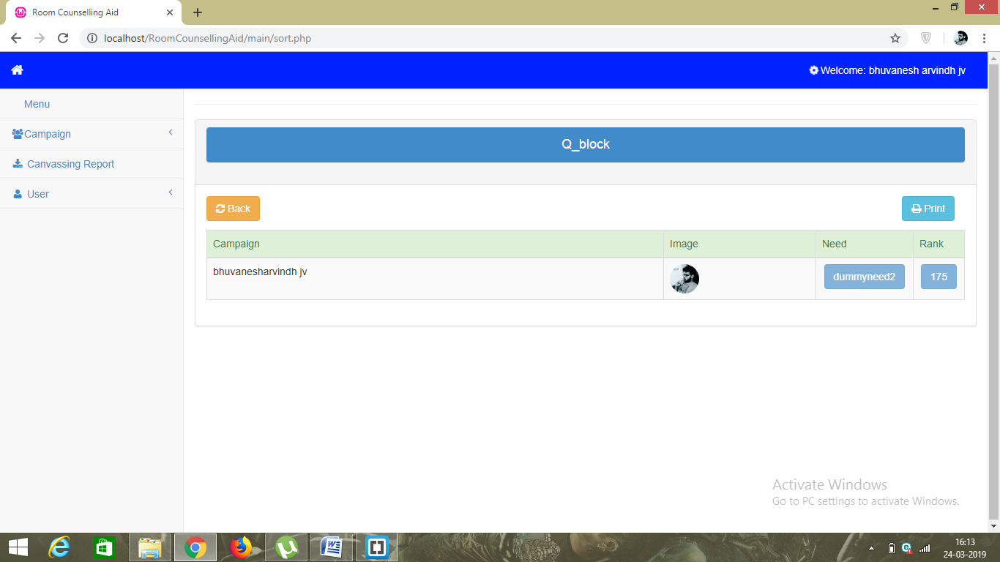 Room Counselling Aid
localhost/RoomCounsellingAid/main/sort.php
Welcome: bhuvanesh arvindh jv
Menu
Campaign
Canvassing Report
User
Q_block
Back
Print
Campaign Image Need Rank
bhuvanesharvindh jv dummyneed2 175
Activate Windows
Go to PC settings to activate Windows.
16:13
24-03-2019